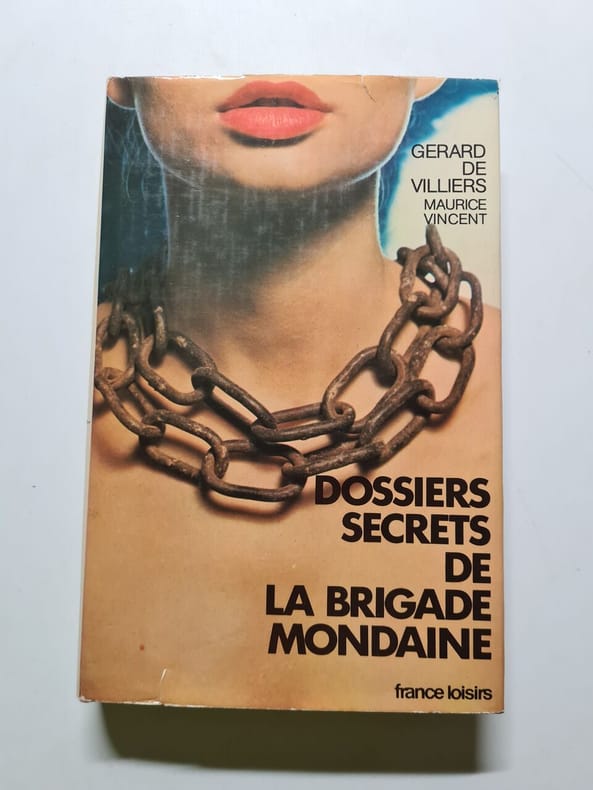 GERARD
DE
VILLIERS
MAURICE
VINCENT
DOSSIERS
SECRETS
DE
LA BRIGADE
MONDAINE
france loisirs